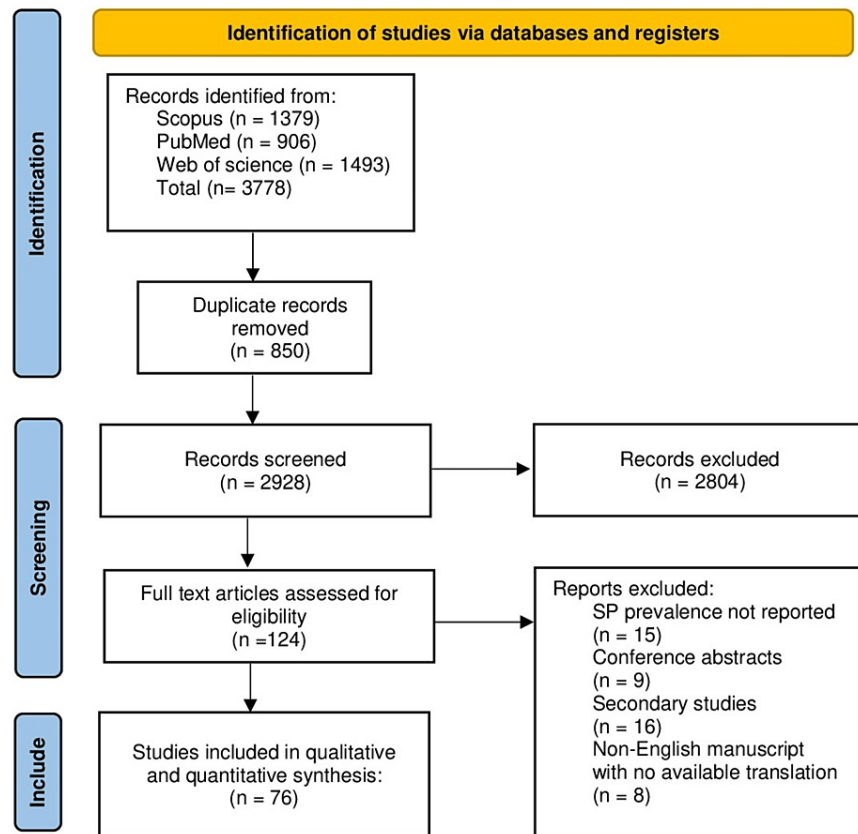 Identification of studies via databases and registers
Identification
Records identified from:
Scopus (n = 1379)
PubMed (n = 906)
Web of science (n = 1493)
Total (n= 3778)
Duplicate records
removed
(n = 850)
Screening
Records screened
(n = 2928)
Records excluded
(n = 2804)
Full text articles assessed for
eligibility
(n =124)
Reports excluded:
SP prevalence not reported
(n = 15)
Conference abstracts
(n = 9)
Secondary studies
(n = 16)
Non-English manuscript
with no available translation
(n = 8)
Include
Studies included in qualitative
and quantitative synthesis:
(n = 76)